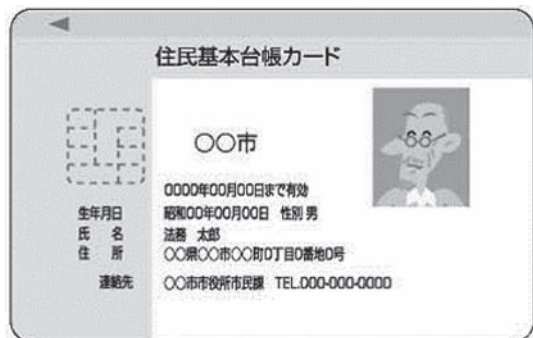 住民基本台帳カード
○○市
0000年00月00日まで有効
生年月日 昭和00年00月00日 性別 男
氏 名 法務 太郎
住 所 ○○県○○市○○町0丁目0番地0号
連絡先 ○○市市役所市民課 TEL.000-000-0000